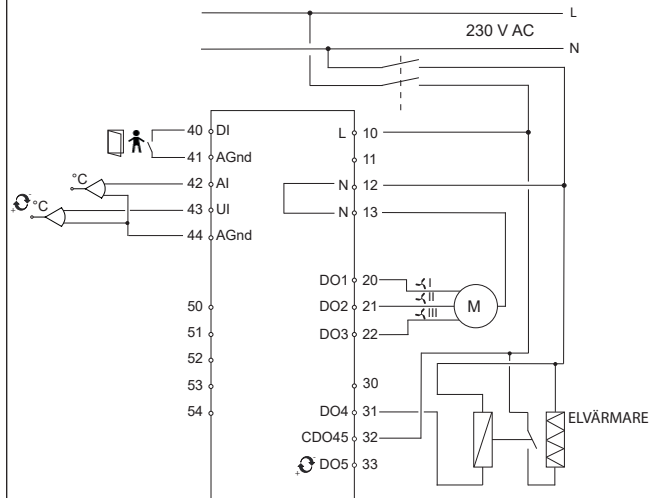 L
230 V AC
N
40 DI
L 10
41 AGnd
11
°C
42 AI
N 12
°C
43 UI
N 13
44 AGnd
DO1 20
I
50
DO2 21
II
M
51
DO3 22
III
52
53
30
54
DO4 31
ELVÄRMARE
CDO45 32
DO5 33